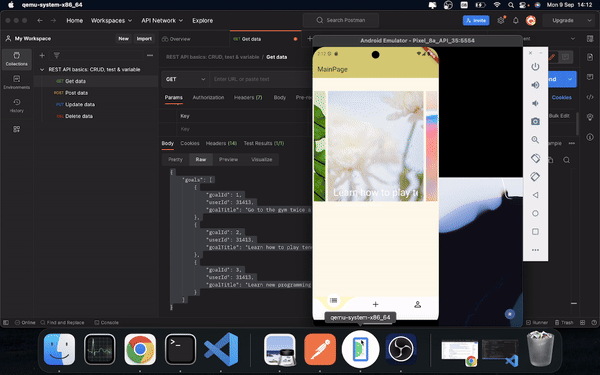 qemu-system-x86_64
Mon 9 Sep 14:12
Home Workspaces API Network Explore
Search Postman
Invite
Upgrade
My Workspace
New Import
Overview
GET Get data
Android Emulator - Pixel_8a_API_35:5554
Collections
REST API basics: CRUD, test & variable
REST API basics: CRUD, test & variable / Get data
GET Get data
POST Post data
PUT Update data
DEL Delete data
Environments
History
GET
Enter URL or paste text
Params Authorization Headers (7) Body
Cookies
Key
Bulk Edit
Key
Body Cookies Headers (14) Test Results (1/1)
Pretty Raw Preview Visualize
{
"goals": [
{
"goalId": 1,
"userId": 31413,
"goalTitle": "Go to the gym twice
},
{
"goalId": 2,
"userId": 31413,
"goalTitle": "Learn how to play ten
},
{
"goalId": 3,
"userId": 31413,
"goalTitle": "Learn new programming
}
]
}
MainPage
Learn how to play te
Online Find and Replace Console
Runner Trash
qemu-system-x86_64